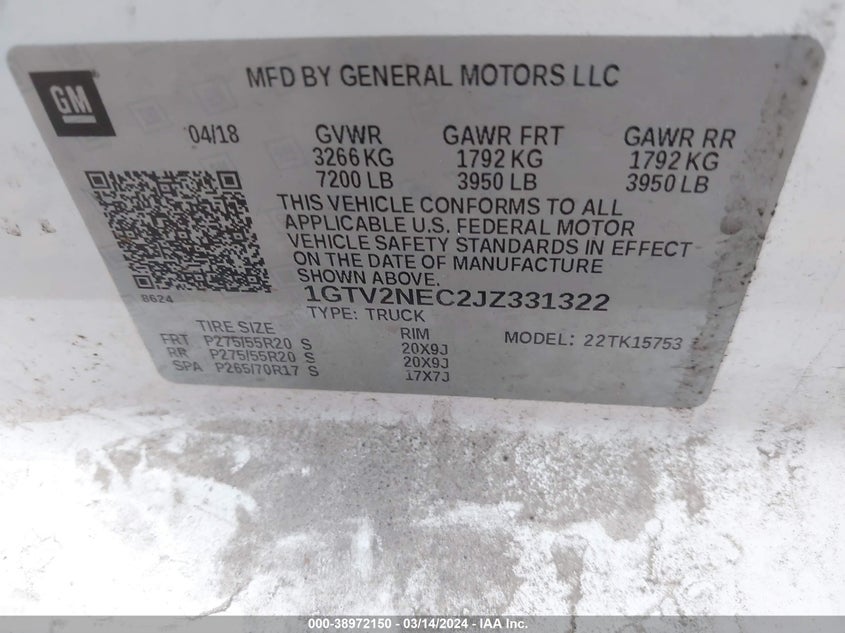 GM
MFD BY GENERAL MOTORS LLC
04/18 GVWR GAWR FRT GAWR RR
3266 KG 1792 KG 1792 KG
7200 LB 3950 LB 3950 LB
THIS VEHICLE CONFORMS TO ALL
APPLICABLE U.S. FEDERAL MOTOR
VEHICLE SAFETY STANDARDS IN EFFECT
ON THE DATE OF MANUFACTURE
SHOWN ABOVE.
8624
1GTV2NEC2JZ331322
TYPE: TRUCK
TIRE SIZE RIM MODEL: 22TK15753
FRT P275/55R20 S 20X9J
RR P275/55R20 S 20X9J
SPA P265/70R17 S 17X7J
000-38972150 - 03/14/2024 - IAAI.com.